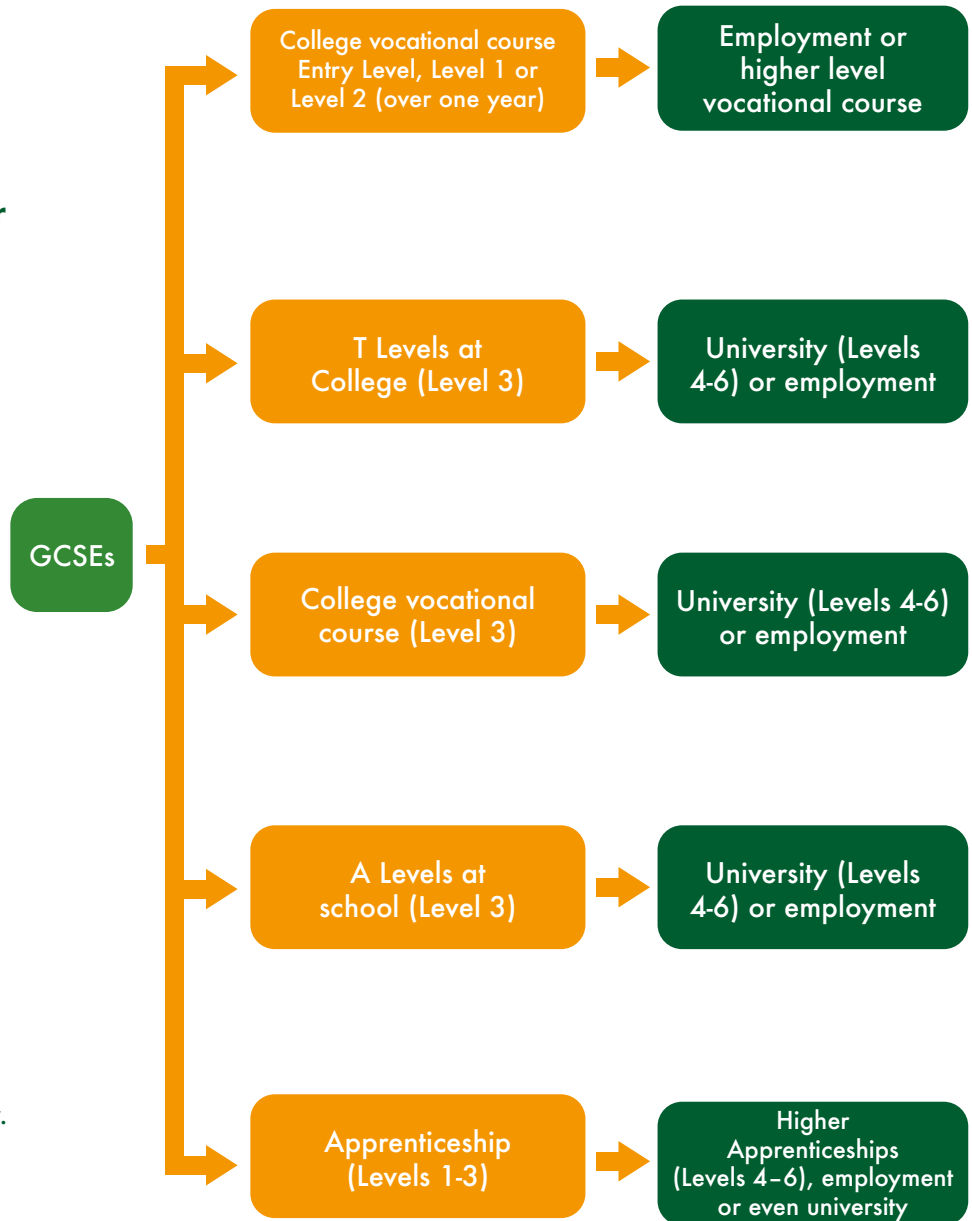 College vocational course
Entry Level, Level 1 or
Level 2 (over one year)
Employment or
higher level
vocational course
T Levels at
College (Level 3)
University (Levels
4-6) or employment
GCSEs
College vocational
course (Level 3)
University (Levels 4-6)
or employment
A Levels at
school (Level 3)
University (Levels
4-6) or employment
Apprenticeship
(Levels 1-3)
Higher
Apprenticeships
(Levels 4–6), employment
or even university